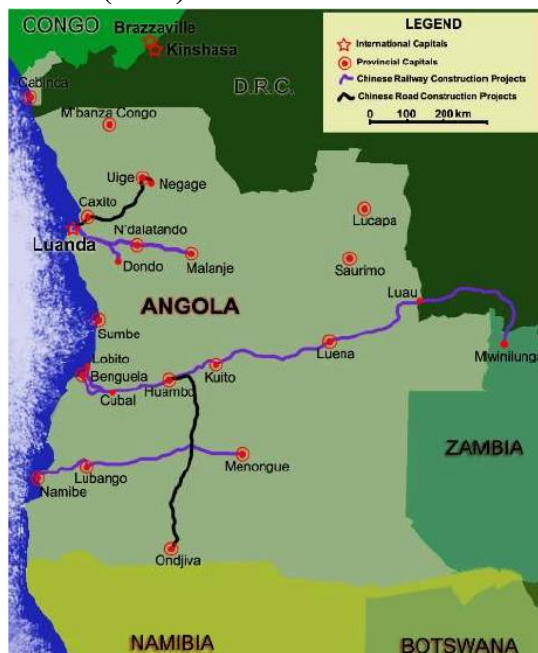 CONGO
Brazzaville
Kinshasa
LEGEND
International Capitals
Provincial Capitals
Chinese Railway Construction Projects
Chinese Road Construction Projects
0 100 200 km
Cabinca
D.R.C.
M'banza Congo
Uige
Negage
Caxito
Luanda
N'dalatando
Dondo
Malanje
Lucapa
Saurimo
ANGOLA
Luau
Sumbe
Luena
Mwinilunga
Lobito
Benguela
Cubal
Huambo
Kuito
ZAMBIA
Namibe
Lubango
Menongue
Ondjiva
NAMIBIA
BOTSWANA